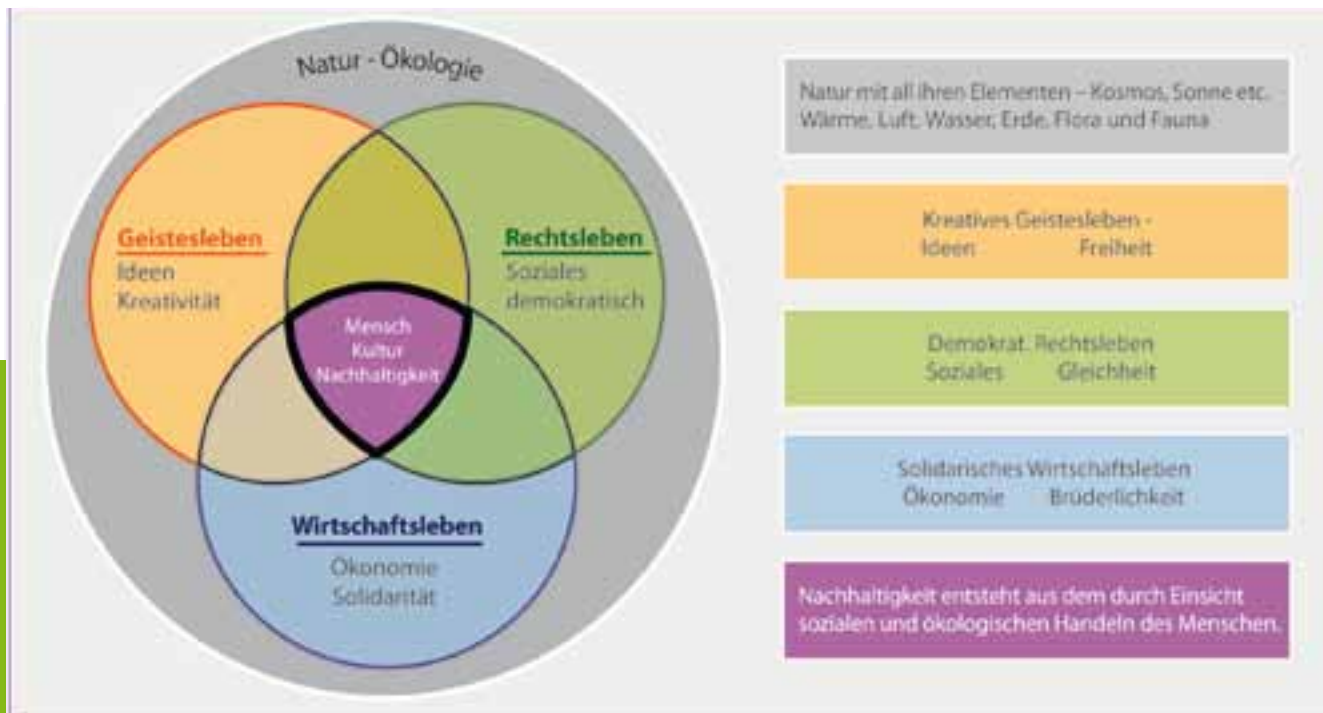 Natur - Ökologie
Geistesleben
Ideen
Kreativität
Rechtsleben
Soziales
demokratisch
Mensch
Kultur
Nachhaltigkeit
Wirtschaftsleben
Ökonomie
Solidarität
Natur mit all ihren Elementen – Kosmos, Sonne etc.
Wärme, Luft, Wasser, Erde, Flora und Fauna
Kreatives Geistesleben -
Ideen Freiheit
Demokrat. Rechtsleben
Soziales Gleichheit
Solidarisches Wirtschaftsleben
Ökonomie Brüderlichkeit
Nachhaltigkeit entsteht aus dem durch Einsicht
sozialen und ökologischen Handeln des Menschen.